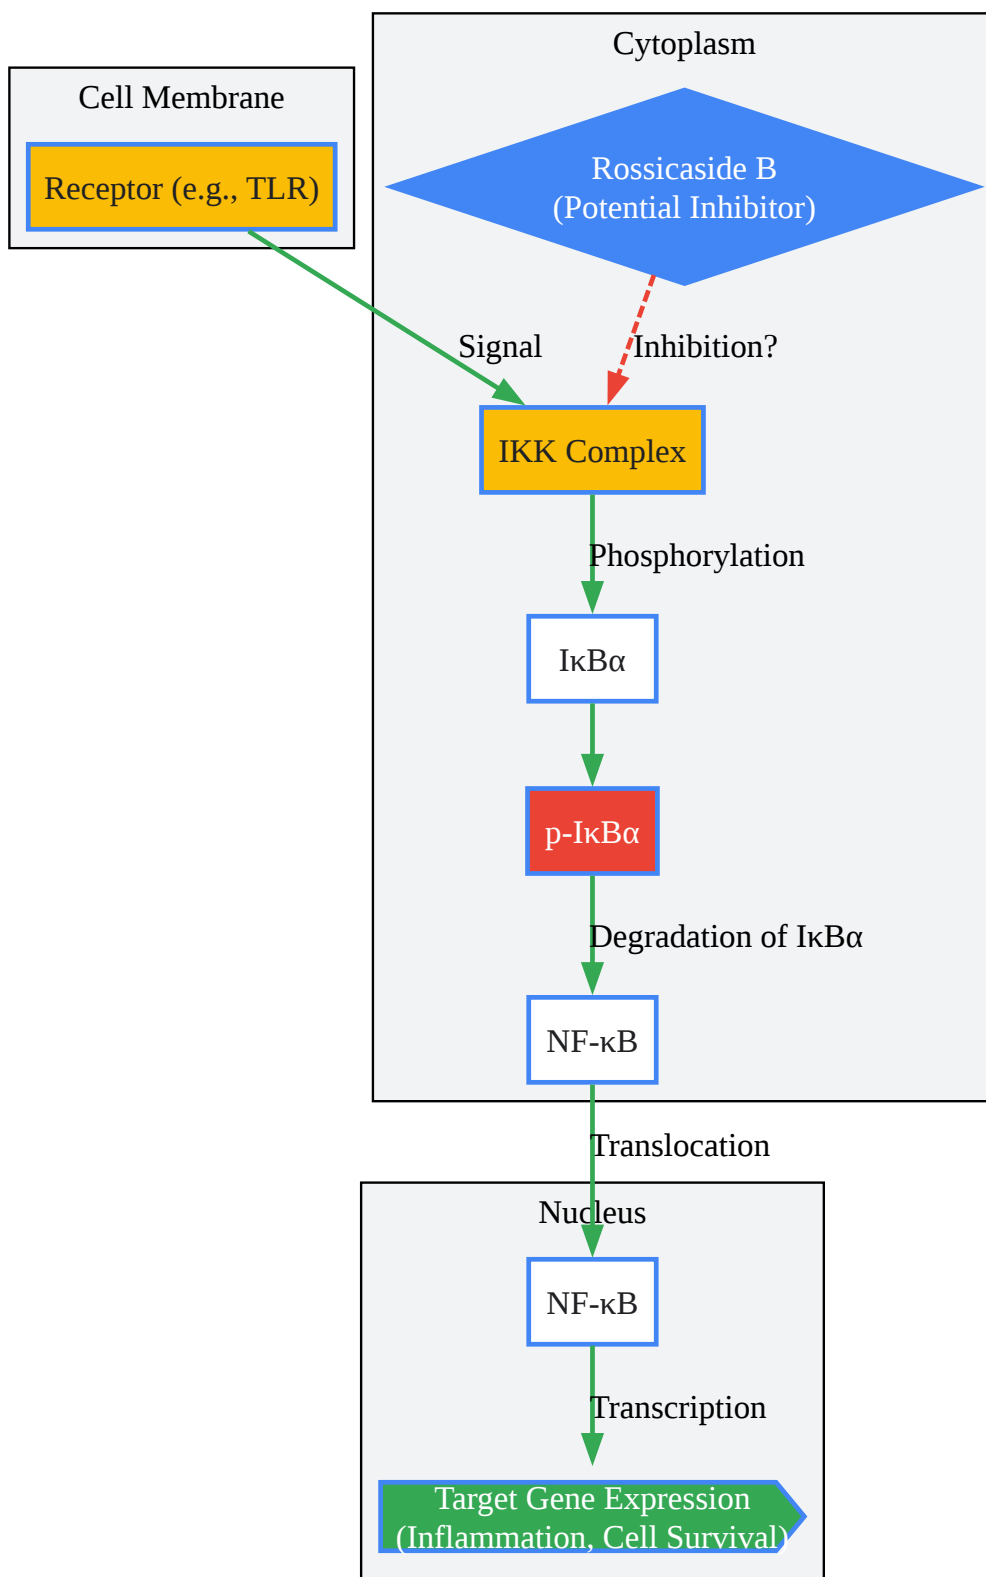 Cytoplasm
Cell Membrane
Rossicaside B
(Potential Inhibitor)
Receptor (e.g., TLR)
Signal
Inhibition?
IKK Complex
Phosphorylation
IκBα
p-IκBα
Degradation of IκBα
NF-κB
Translocation
Nucleus
NF-κB
Transcription
Target Gene Expression
(Inflammation, Cell Survival)